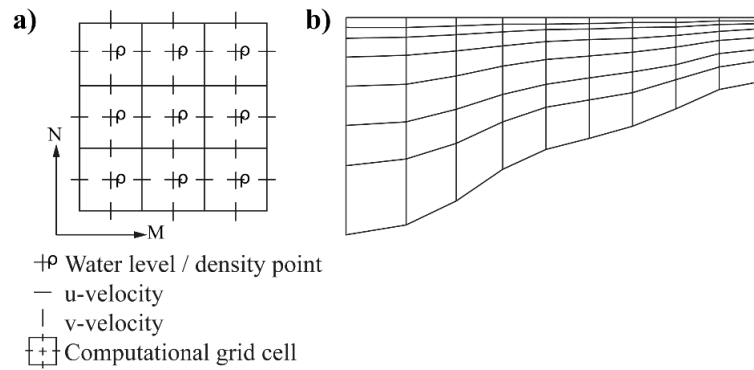 a)
b)
ρ ρ ρ
ρ ρ ρ
N
ρ ρ ρ
M
ρ Water level / density point
u-velocity
v-velocity
Computational grid cell